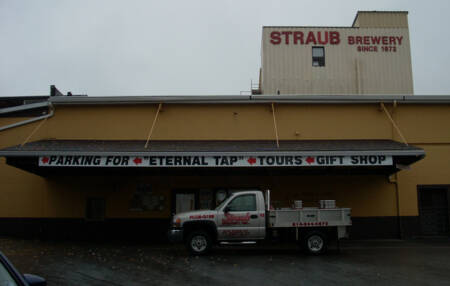 STRAUB BREWERY
SINCE 1872
PARKING FOR "ETERNAL TAP" TOURS GIFT SHOP